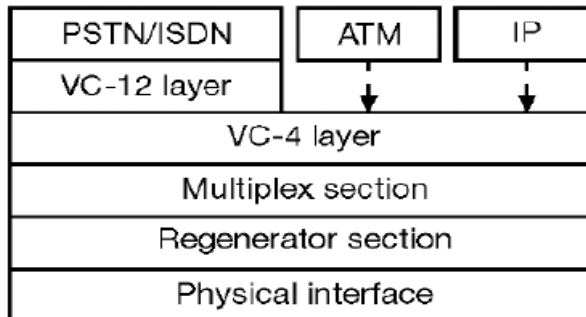 PSTN/ISDN ATM IP
VC-12 layer
VC-4 layer
Multiplex section
Regenerator section
Physical interface